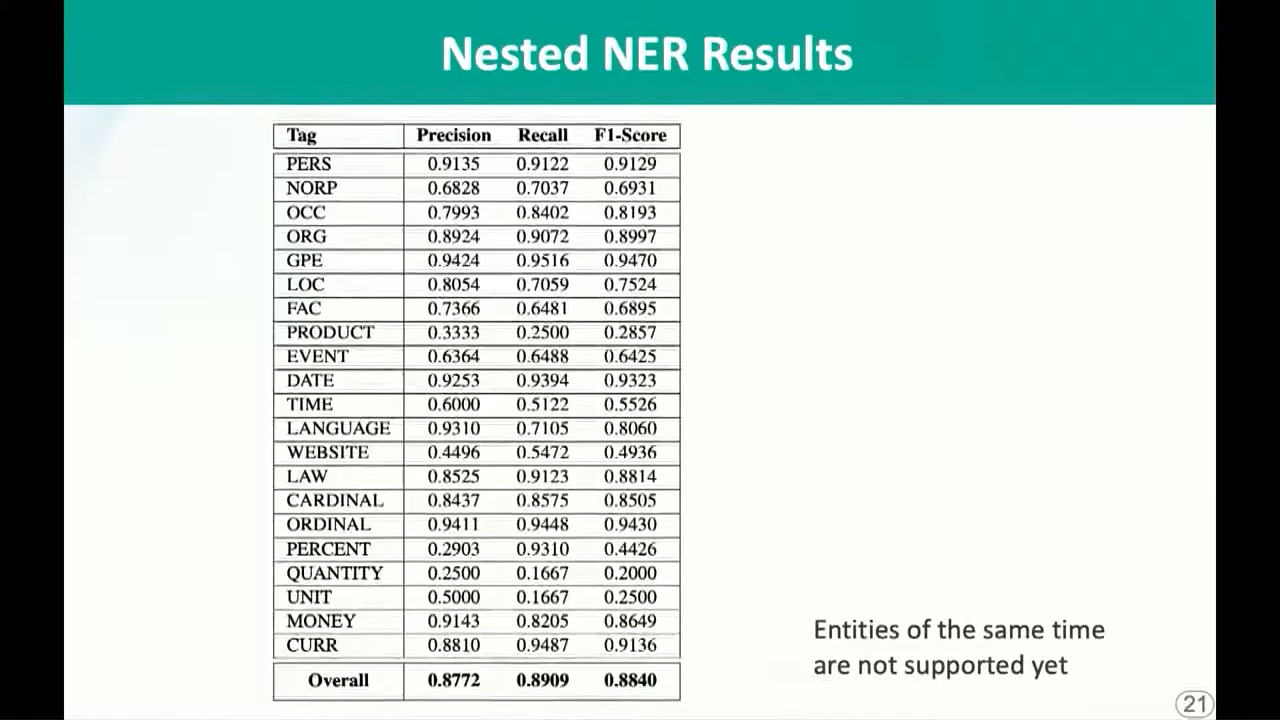 Nested NER Results
Tag Precision Recall F1-Score
PERS 0.9135 0.9122 0.9129
NORP 0.6828 0.7037 0.6931
OCC 0.7993 0.8402 0.8193
ORG 0.8924 0.9072 0.8997
GPE 0.9424 0.9516 0.9470
LOC 0.8054 0.7059 0.7524
FAC 0.7366 0.6481 0.6895
PRODUCT 0.3333 0.2500 0.2857
EVENT 0.6364 0.6488 0.6425
DATE 0.9253 0.9394 0.9323
TIME 0.6000 0.5122 0.5526
LANGUAGE 0.9310 0.7105 0.8060
WEBSITE 0.4496 0.5472 0.4936
LAW 0.8525 0.9123 0.8814
CARDINAL 0.8437 0.8575 0.8505
ORDINAL 0.9411 0.9448 0.9430
PERCENT 0.2903 0.9310 0.4426
QUANTITY 0.2500 0.1667 0.2000
UNIT 0.5000 0.1667 0.2500
MONEY 0.9143 0.8205 0.8649
CURR 0.8810 0.9487 0.9136
Overall 0.8772 0.8909 0.8840
Entities of the same time
are not supported yet
21